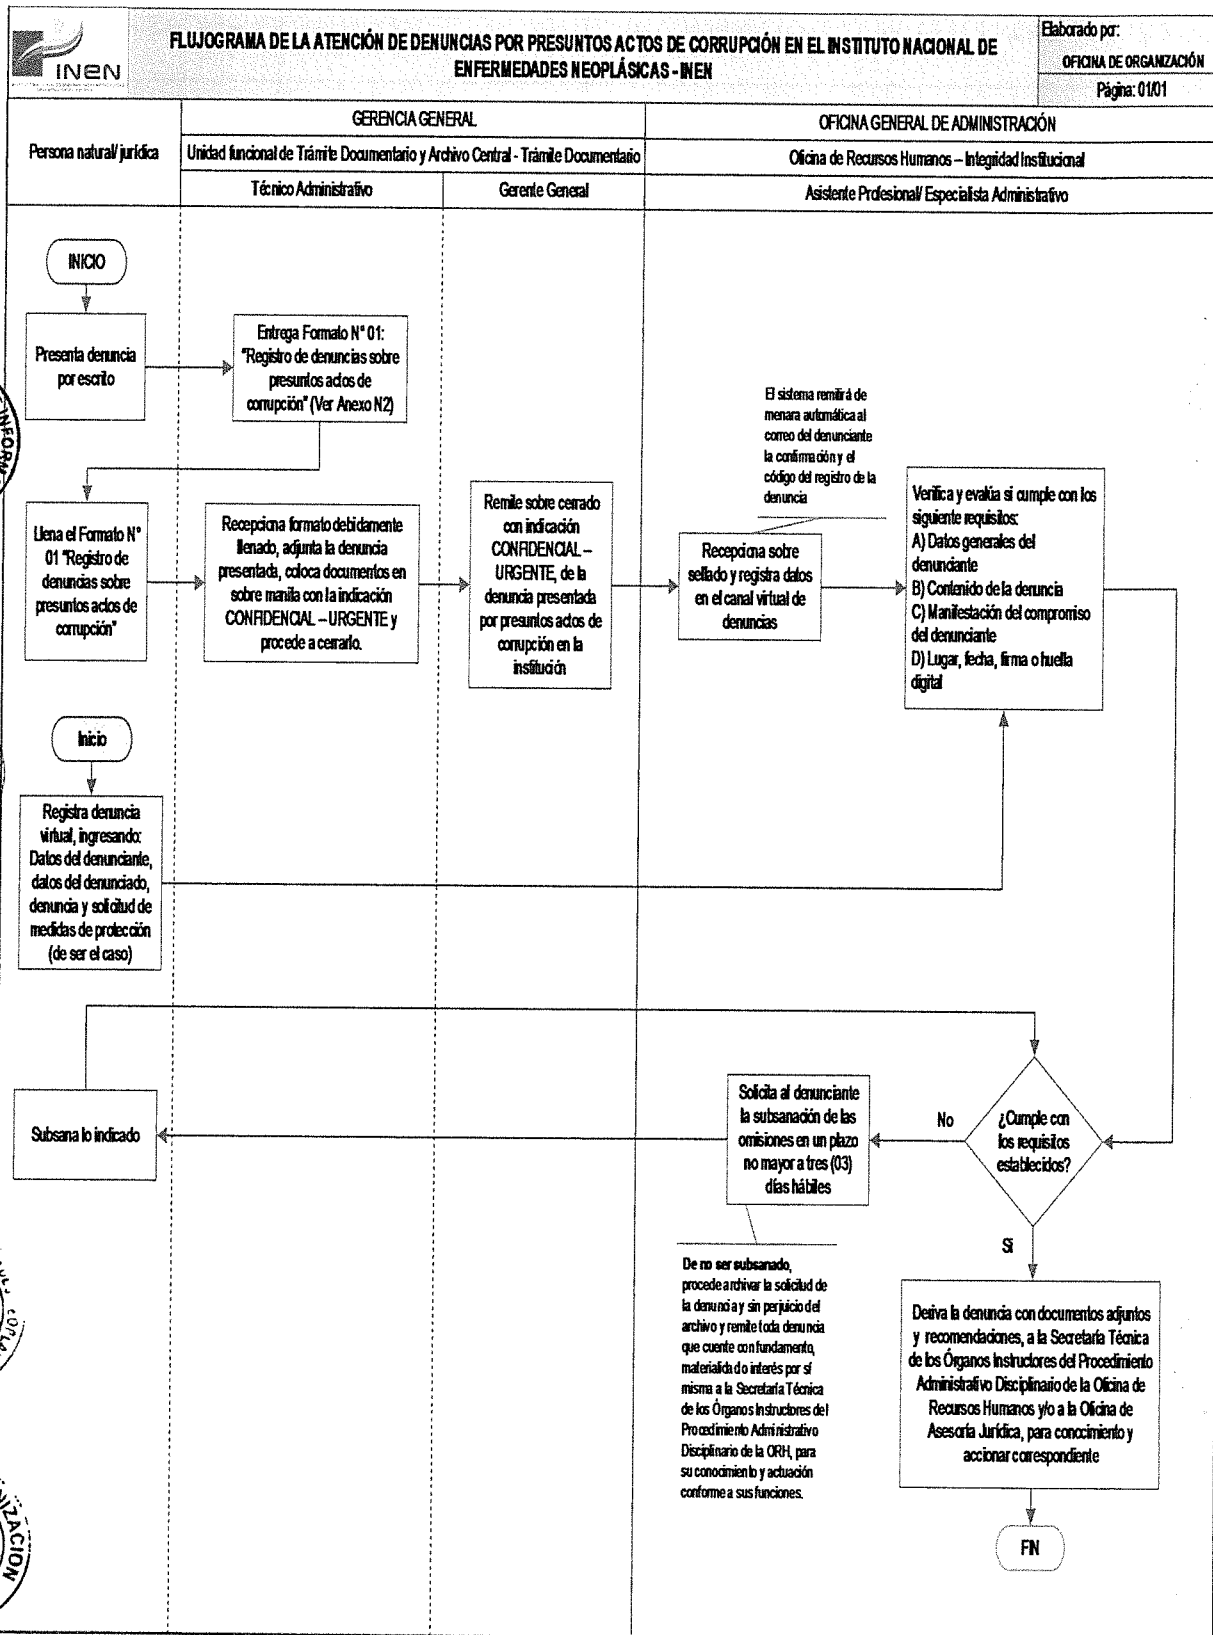 INEN
FLUJOGRAMA DE LA ATENCIÓN DE DENUNCIAS POR PRESUNTOS ACTOS DE CORRUPCIÓN EN EL INSTITUTO NACIONAL DE
ENFERMEDADES NEOPLÁSICAS - INEN
Elaborado por:
OFICINA DE ORGANIZACIÓN
Página: 01/01
Persona natural/ jurídica
GERENCIA GENERAL
Unidad funcional de Trámite Documentario y Archivo Central - Trámite Documentario
Técnico Administrativo
Gerente General
OFICINA GENERAL DE ADMINISTRACIÓN
Oficina de Recursos Humanos – Integridad Institucional
Asistente Profesional/ Especialista Administrativo
INICIO
Presenta denuncia
por escrito
Entrega Formato N° 01:
"Registro de denuncias sobre
presuntos actos de
corrupción" (Ver Anexo N2)
Llena el Formato N°
01 "Registro de
denuncias sobre
presuntos actos de
corrupción"
Recepciona formato debidamente
llenado, adjunta la denuncia
presentada, coloca documentos en
sobre manila con la indicación
CONFIDENCIAL – URGENTE y
procede a cerrarlo.
Remite sobre cerrado
con indicación
CONFIDENCIAL –
URGENTE, de la
denuncia presentada
por presuntos actos de
corrupción en la
institución
El sistema remitirá de
menara automática al
correo del denunciante
la confirmación y el
código del registro de la
denuncia
Recepciona sobre
sellado y registra datos
en el canal virtual de
denuncias
Verifica y evalúa si cumple con los
siguiente requisitos:
A) Datos generales del
denunciante
B) Contenido de la denuncia
C) Manifestación del compromiso
del denunciante
D) Lugar, fecha, firma o huella
digital
Inicio
Registra denuncia
virtual, ingresando:
Datos del denunciante,
datos del denunciado,
denuncia y solicitud de
medidas de protección
(de ser el caso)
Subsana lo indicado
Solicita al denunciante
la subsanación de las
omisiones en un plazo
no mayor a tres (03)
días hábiles
No
¿Cumple con
los requisitos
establecidos?
Si
De no ser subsanado,
procede archivar la solicitud de
la denuncia y sin perjuicio del
archivo y remite toda denuncia
que cuente con fundamento,
materialidad o interés por sí
misma a la Secretaría Técnica
de los Órganos Instructores del
Procedimiento Administrativo
Disciplinario de la ORH, para
su conocimiento y actuación
conforme a sus funciones.
Deriva la denuncia con documentos adjuntos
y recomendaciones, a la Secretaría Técnica
de los Órganos Instructores del Procedimiento
Administrativo Disciplinario de la Oficina de
Recursos Humanos y/o a la Oficina de
Asesoría Jurídica, para conocimiento y
accionar correspondiente
FIN